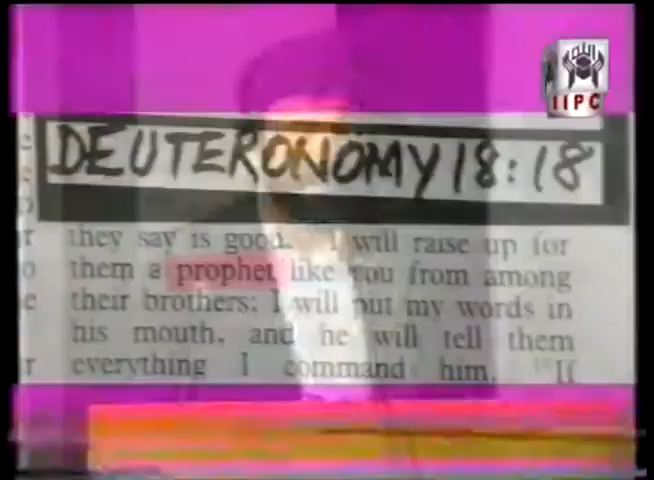 IIPC
DEUTERONOMY 18:18
they say is good. I will raise up for
them a prophet like you from among
their brothers; I will put my words in
his mouth, and he will tell them
everything I command him. If